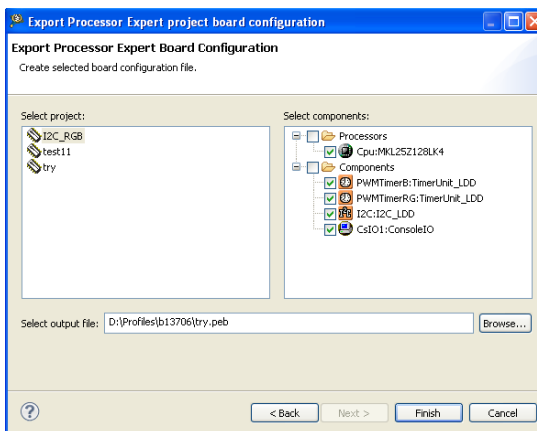 Export Processor Expert project board configuration
Export Processor Expert Board Configuration
Create selected board configuration file.
Select project:
I2C_RGB
test11
try
Select components:
Processors
Cpu:MKL25Z128LK4
Components
PWMTimerB:TimerUnit_LDD
PWMTimerRG:TimerUnit_LDD
I2C:I2C_LDD
CsIO1:ConsoleIO
Select output file: D:\Profiles\b13706\try.peb Browse...
< Back Next > Finish Cancel